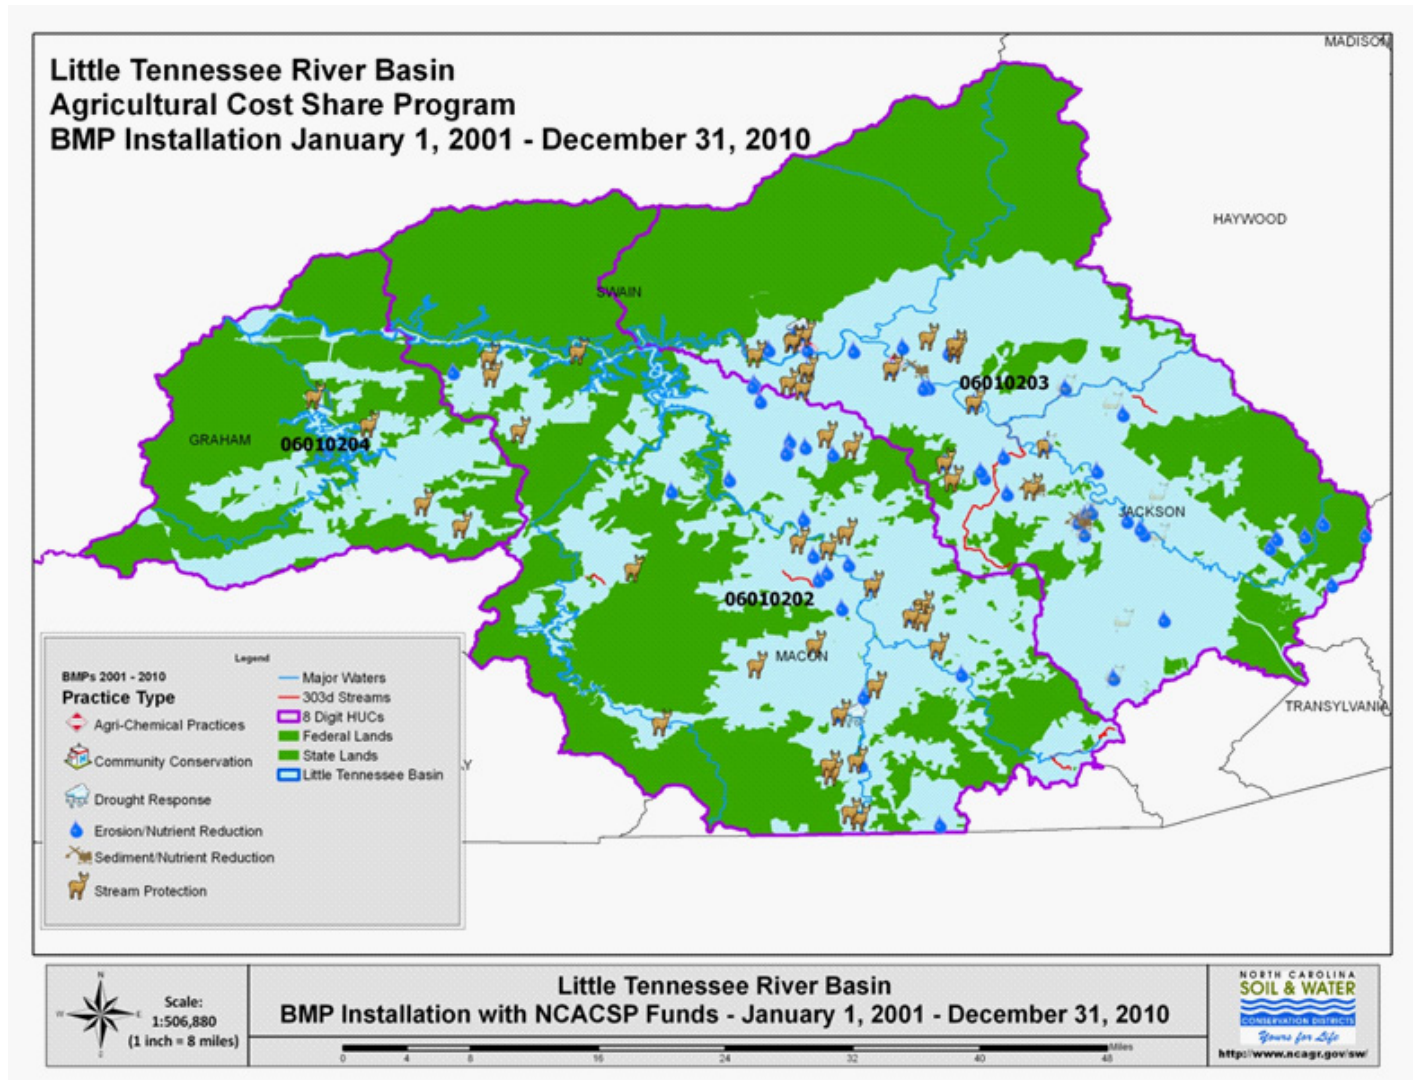 Little Tennessee River Basin
Agricultural Cost Share Program
BMP Installation January 1, 2001 - December 31, 2010
MADISON
HAYWOOD
SWAIN
06010203
GRAHAM
06010204
JACKSON
06010202
MACON
TRANSYLVANIA
Y
Legend
BMPs 2001 - 2010
Practice Type
Agri-Chemical Practices
Community Conservation
Drought Response
Erosion/Nutrient Reduction
Sediment/Nutrient Reduction
Stream Protection
Major Waters
303d Streams
8 Digit HUCs
Federal Lands
State Lands
Little Tennessee Basin
N
W
E
S
Scale:
1:506,880
(1 inch = 8 miles)
Little Tennessee River Basin
BMP Installation with NCACSP Funds - January 1, 2001 - December 31, 2010
0 4 8 16 24 32 40 48 Miles
NORTH CAROLINA
SOIL & WATER
CONSERVATION DISTRICTS
Yours for Life
http://www.ncagr.gov/sw/